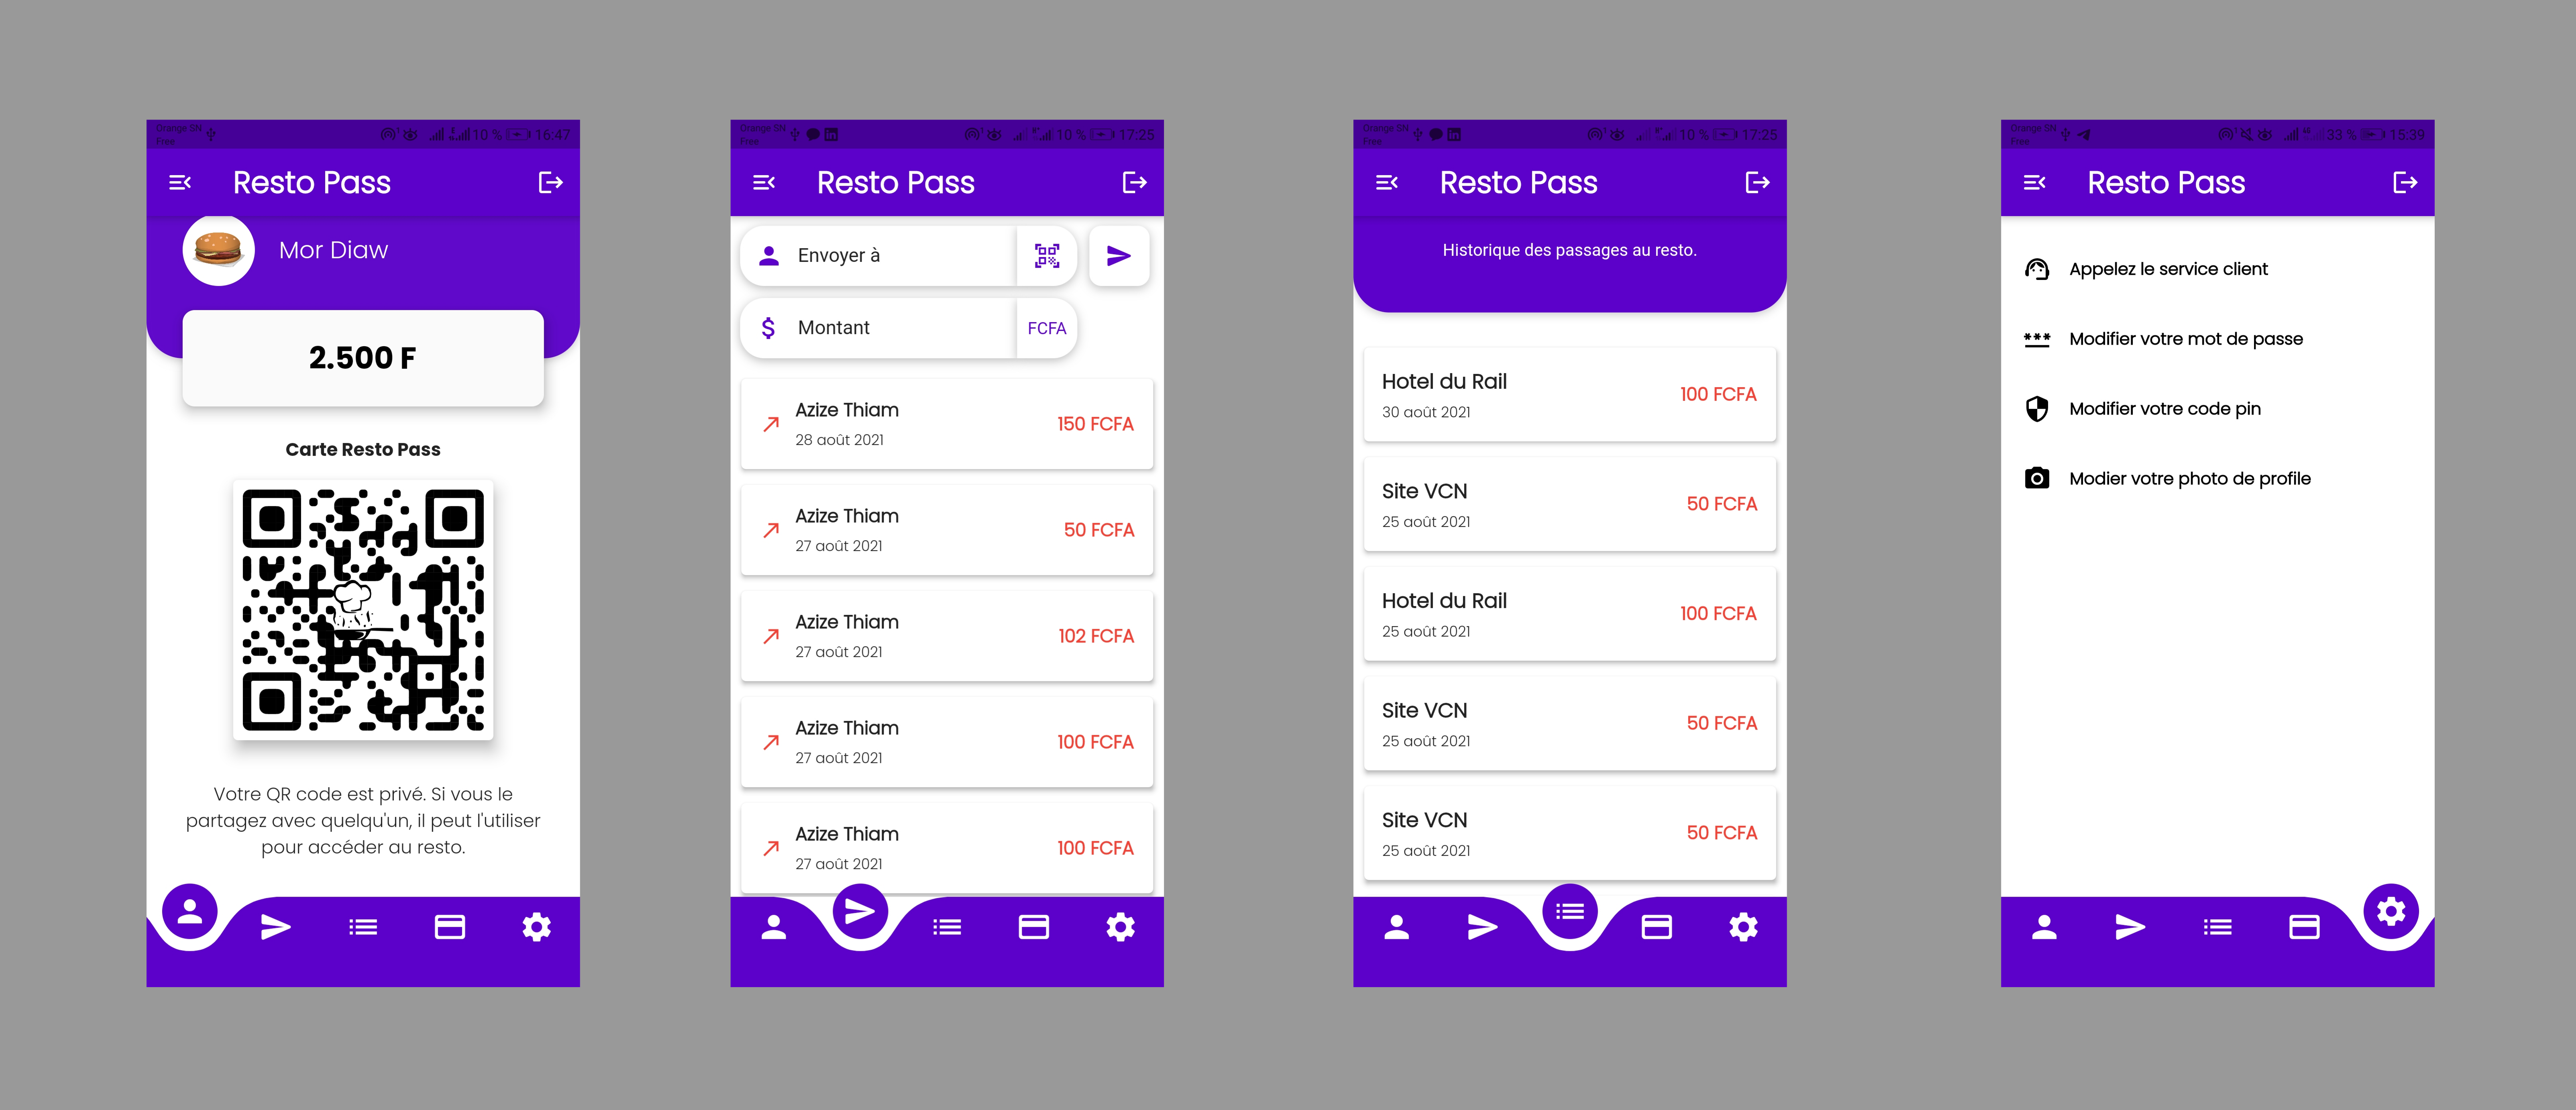 Orange SN
Free
10 %
16:47
Resto Pass
Mor Diaw
2.500 F
Carte Resto Pass
Votre QR code est privé. Si vous le
partagez avec quelqu'un, il peut l'utiliser
pour accéder au resto.
Orange SN
Free
10 %
17:25
Resto Pass
Envoyer à
Montant
FCFA
Azize Thiam
28 août 2021
150 FCFA
Azize Thiam
27 août 2021
50 FCFA
Azize Thiam
27 août 2021
102 FCFA
Azize Thiam
27 août 2021
100 FCFA
Azize Thiam
27 août 2021
100 FCFA
Orange SN
Free
10 %
17:25
Resto Pass
Historique des passages au resto.
Hotel du Rail
30 août 2021
100 FCFA
Site VCN
25 août 2021
50 FCFA
Hotel du Rail
25 août 2021
100 FCFA
Site VCN
25 août 2021
50 FCFA
Site VCN
25 août 2021
50 FCFA
Orange SN
Free
33 %
15:39
Resto Pass
Appelez le service client
Modifier votre mot de passe
Modifier votre code pin
Modier votre photo de profile